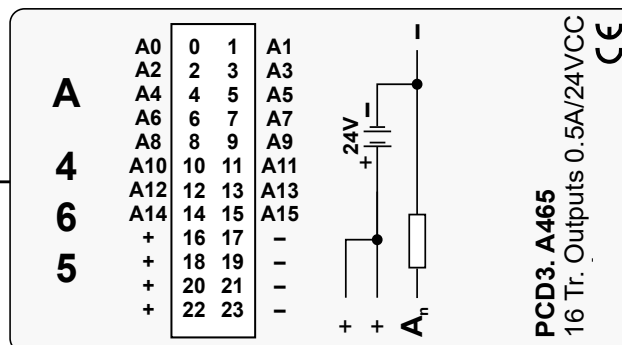 A
4
6
5
A0 0 1 A1
A2 2 3 A3
A4 4 5 A5
A6 6 7 A7
A8 8 9 A9
A10 10 11 A11
A12 12 13 A13
A14 14 15 A15
+ 16 17 –
+ 18 19 –
+ 20 21 –
+ 22 23 –
–
–
24V
+
+ + An
PCD3. A465
16 Tr. Outputs 0.5A/24VCC
CE